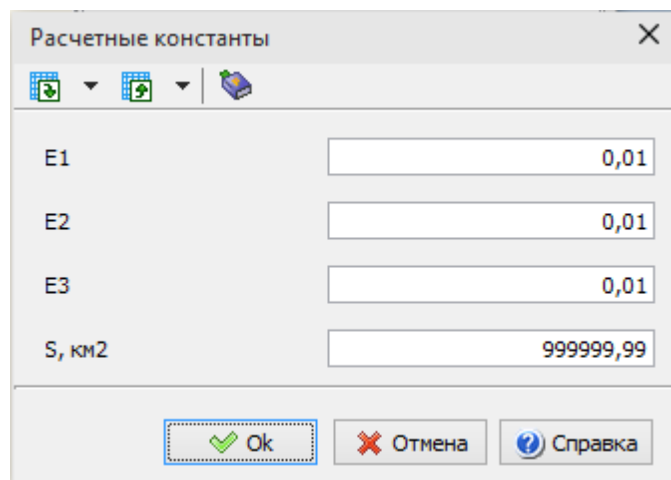 Расчетные константы
E1 0,01
E2 0,01
E3 0,01
S, км2 999999,99
Ok Отмена Справка